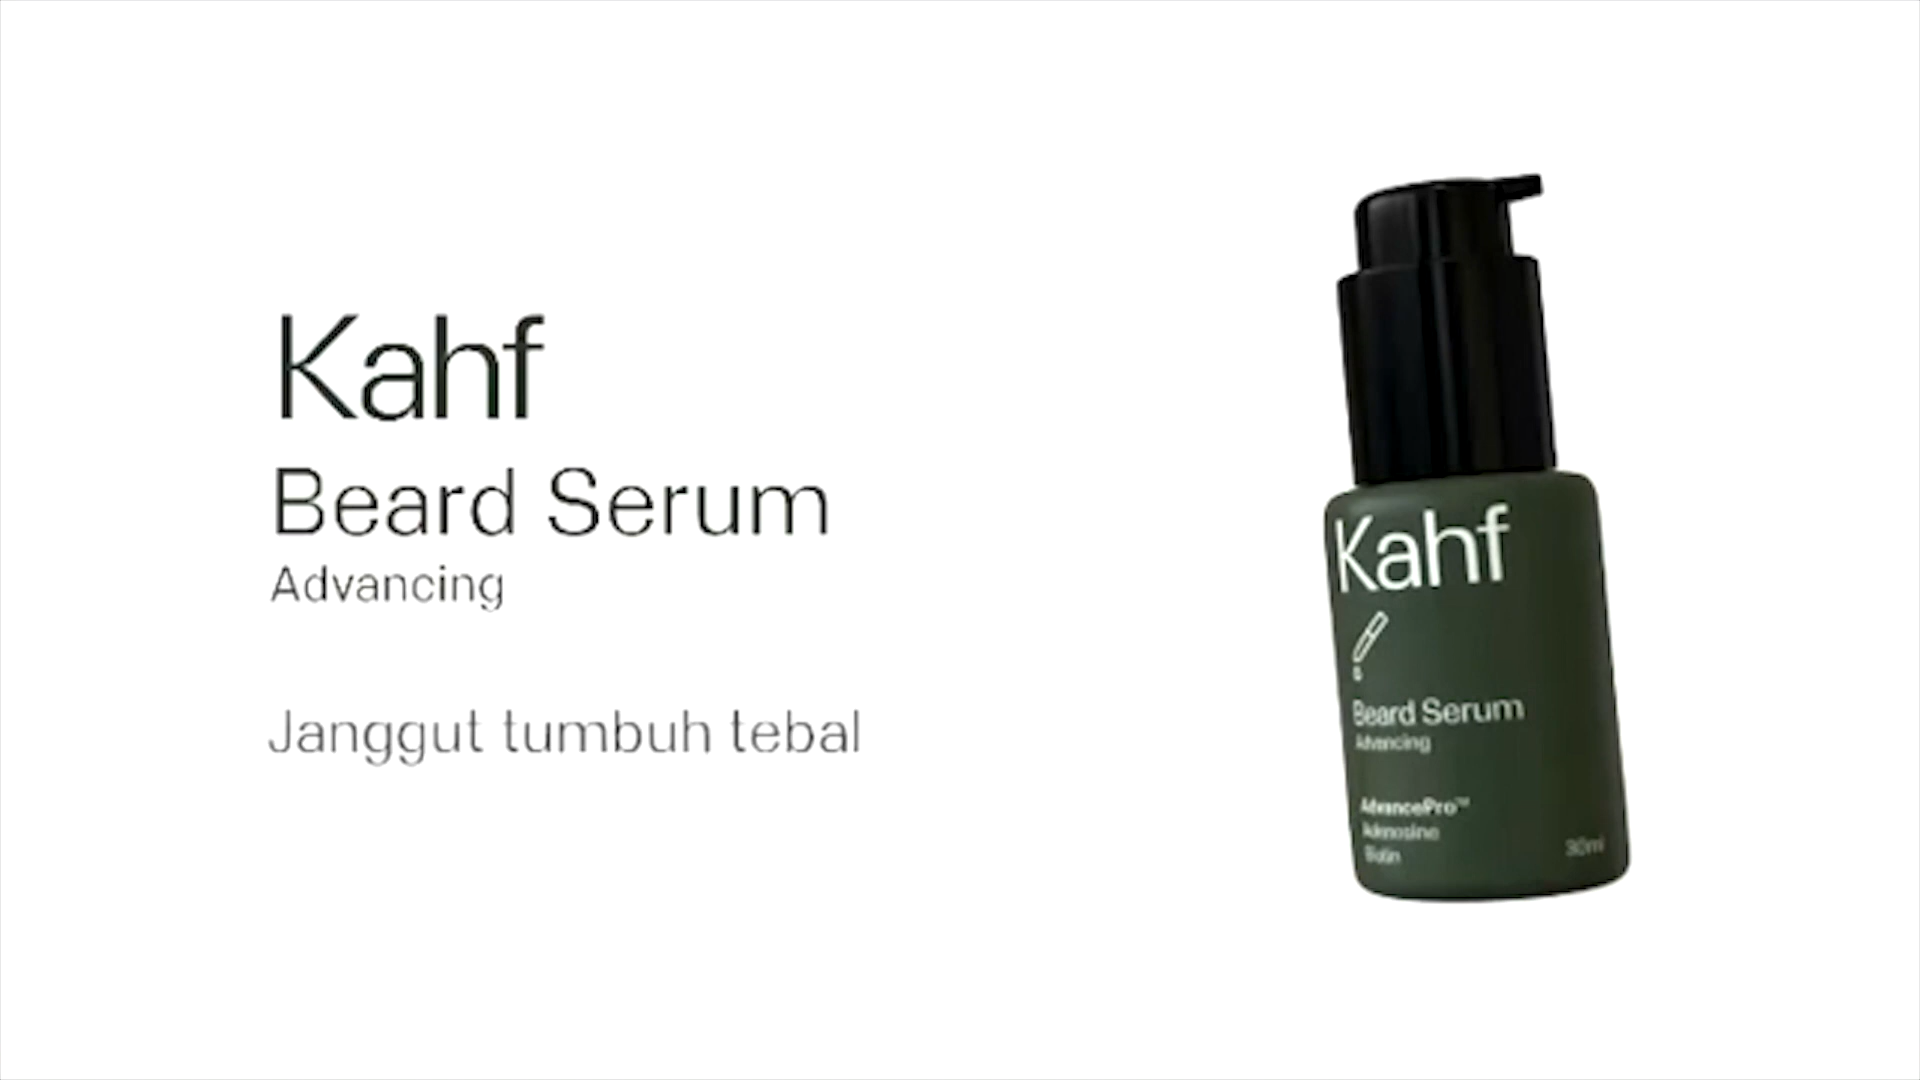 Kahf
Beard Serum
Advancing
Janggut tumbuh tebal
Kahf
Beard Serum
Advancing
AdvancePro™
Adenosine
Biotin
30ml